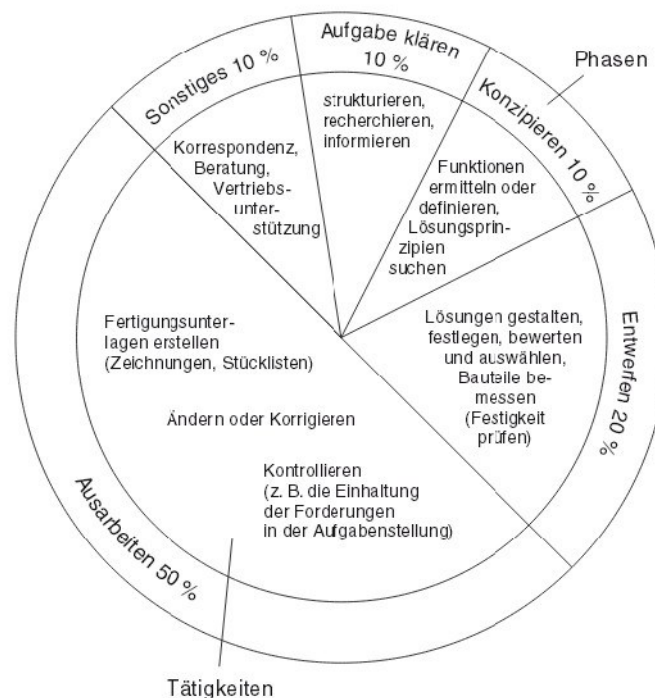 Aufgabe klären
10 %
Phasen
Sonstiges 10 %
Konzipieren 10 %
strukturieren,
recherchieren,
informieren
Korrespondenz,
Beratung,
Vertriebs-
unter-
stützung
Funktionen
ermitteln oder
definieren,
Lösungsprin-
zipien
suchen
Fertigungsunter-
lagen erstellen
(Zeichnungen, Stücklisten)
Lösungen gestalten,
festlegen, bewerten
und auswählen,
Bauteile be-
messen
(Festigkeit
prüfen)
Entwerfen 20 %
Ändern oder Korrigieren
Kontrollieren
(z. B. die Einhaltung
der Forderungen
in der Aufgabenstellung)
Ausarbeiten 50 %
Tätigkeiten